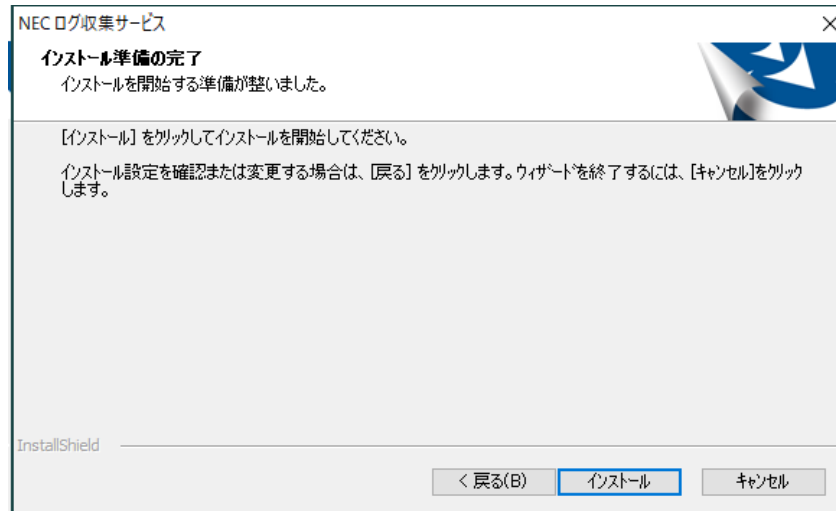 NEC ログ収集サービス
インストール準備の完了
インストールを開始する準備が整いました。
[インストール] をクリックしてインストールを開始してください。
インストール設定を確認または変更する場合は、[戻る] をクリックします。ウィザードを終了するには、[キャンセル]をクリック
します。
InstallShield
< 戻る(B)
インストール
キャンセル